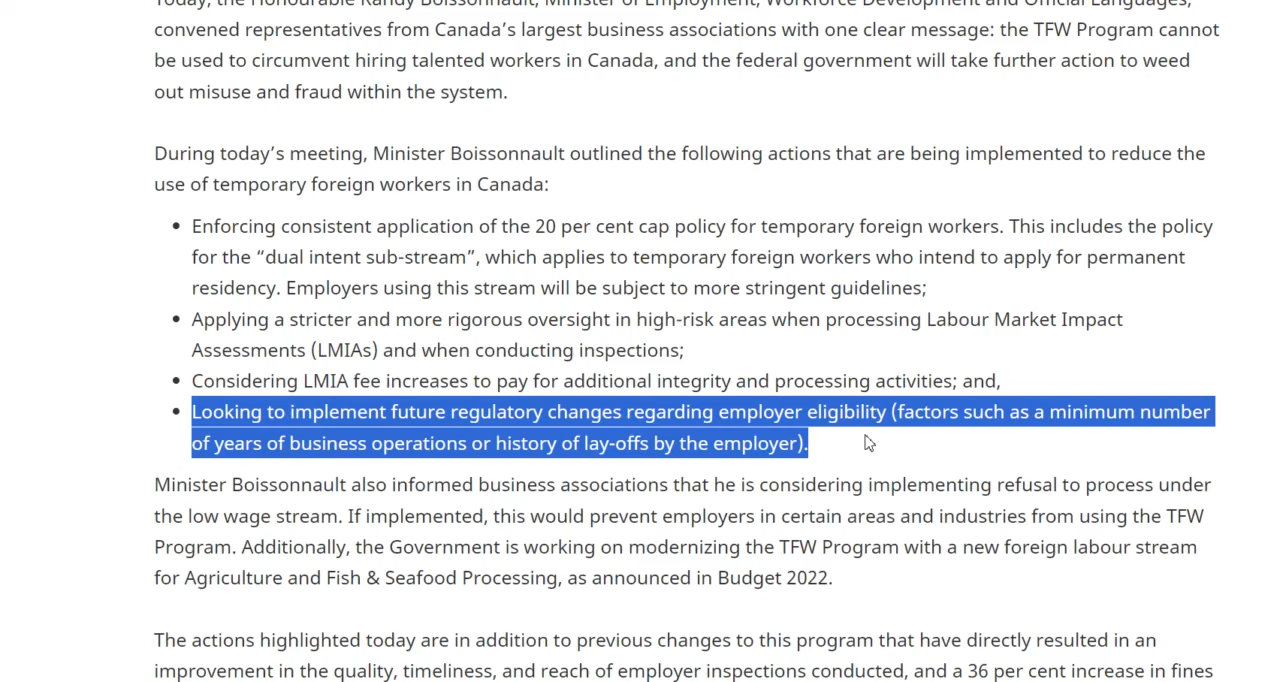 Today, the Honourable Randy Boissonnault, Minister of Employment, Workforce Development and Official Languages,
convened representatives from Canada’s largest business associations with one clear message: the TFW Program cannot
be used to circumvent hiring talented workers in Canada, and the federal government will take further action to weed
out misuse and fraud within the system.
During today’s meeting, Minister Boissonnault outlined the following actions that are being implemented to reduce the
use of temporary foreign workers in Canada:
• Enforcing consistent application of the 20 per cent cap policy for temporary foreign workers. This includes the policy
for the “dual intent sub-stream”, which applies to temporary foreign workers who intend to apply for permanent
residency. Employers using this stream will be subject to more stringent guidelines;
• Applying a stricter and more rigorous oversight in high-risk areas when processing Labour Market Impact
Assessments (LMIAs) and when conducting inspections;
• Considering LMIA fee increases to pay for additional integrity and processing activities; and,
• Looking to implement future regulatory changes regarding employer eligibility (factors such as a minimum number
of years of business operations or history of lay-offs by the employer).
Minister Boissonnault also informed business associations that he is considering implementing refusal to process under
the low wage stream. If implemented, this would prevent employers in certain areas and industries from using the TFW
Program. Additionally, the Government is working on modernizing the TFW Program with a new foreign labour stream
for Agriculture and Fish & Seafood Processing, as announced in Budget 2022.
The actions highlighted today are in addition to previous changes to this program that have directly resulted in an
improvement in the quality, timeliness, and reach of employer inspections conducted, and a 36 per cent increase in fines